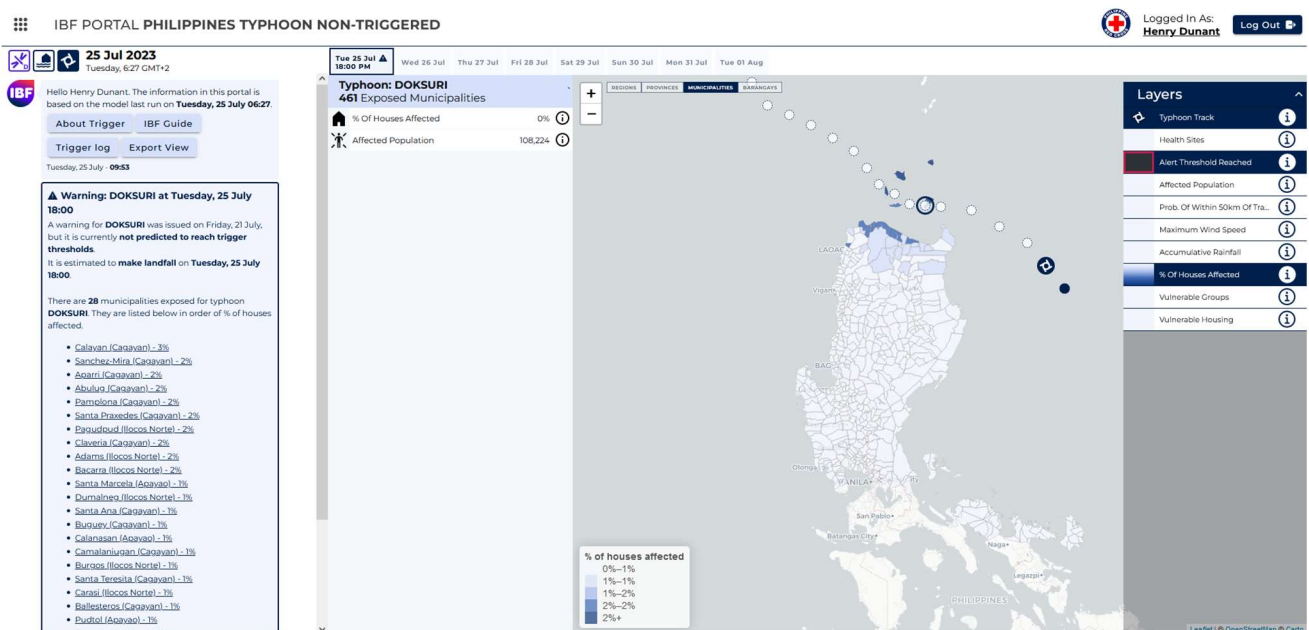 IBF PORTAL PHILIPPINES TYPHOON NON-TRIGGERED
Logged In As:
Henry Dunant
Log Out
25 Jul 2023
Tuesday, 6:27 GMT+2
IBF
Hello Henry Dunant. The information in this portal is
based on the model last run on Tuesday, 25 July 06:27.
About Trigger
IBF Guide
Trigger log
Export View
Tuesday, 25 July - 09:53
Warning: DOKSURI at Tuesday, 25 July
18:00
A warning for DOKSURI was issued on Friday, 21 July,
but it is currently not predicted to reach trigger
thresholds.
It is estimated to make landfall on Tuesday, 25 July
18:00.
There are 28 municipalities exposed for typhoon
DOKSURI. They are listed below in order of % of houses
affected.
Calayan (Cagayan) - 3%
Sanchez-Mira (Cagayan) - 2%
Aparri (Cagayan) - 2%
Abulug (Cagayan) - 2%
Pamplona (Cagayan) - 2%
Santa Praxedes (Cagayan) - 2%
Pagudpud (Ilocos Norte) - 2%
Claveria (Cagayan) - 2%
Adams (Ilocos Norte) - 2%
Bacarra (Ilocos Norte) - 2%
Santa Marcela (Apayao) - 1%
Dumalneg (Ilocos Norte) - 1%
Santa Ana (Cagayan) - 1%
Buguey (Cagayan) - 1%
Calanasan (Apayao) - 1%
Camalaniugan (Cagayan) - 1%
Burgos (Ilocos Norte) - 1%
Santa Teresita (Cagayan) - 1%
Carasi (Ilocos Norte) - 1%
Ballesteros (Cagayan) - 1%
Pudtol (Apayao) - 1%
Tue 25 Jul
18:00 PM
Wed 26 Jul
Thu 27 Jul
Fri 28 Jul
Sat 29 Jul
Sun 30 Jul
Mon 31 Jul
Tue 01 Aug
Typhoon: DOKSURI
461 Exposed Municipalities
% Of Houses Affected 0%
Affected Population 108,224
+
−
REGIONS
PROVINCES
MUNICIPALITIES
BARANGAYS
LAOAG
Vigan
BAG
Olonga
MANILA
ity
San Pablo
Batangas City
Naga
Legazpi
PHILIPPINES
% of houses affected
0%–1%
1%–1%
1%–2%
2%–2%
2%+
Layers
Typhoon Track
Health Sites
Alert Threshold Reached
Affected Population
Prob. Of Within 50km Of Tra...
Maximum Wind Speed
Accumulative Rainfall
% Of Houses Affected
Vulnerable Groups
Vulnerable Housing
Leaflet | © OpenStreetMap © Carto